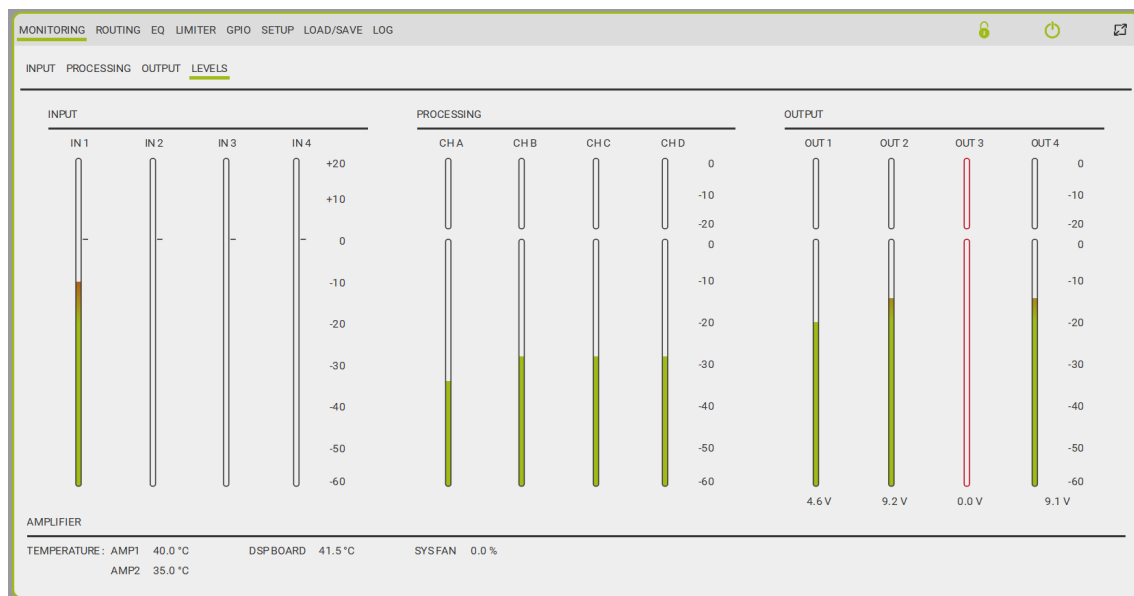 MONITORING ROUTING EQ LIMITER GPIO SETUP LOAD/SAVE LOG
INPUT PROCESSING OUTPUT LEVELS
INPUT
IN 1 IN 2 IN 3 IN 4
+20
+10
0
-10
-20
-30
-40
-50
-60
PROCESSING
CH A CH B CH C CH D
0
-10
-20
0
-10
-20
-30
-40
-50
-60
OUTPUT
OUT 1 OUT 2 OUT 3 OUT 4
0
-10
-20
0
-10
-20
-30
-40
-50
-60
4.6 V 9.2 V 0.0 V 9.1 V
AMPLIFIER
TEMPERATURE: AMP1 40.0 °C DSP BOARD 41.5 °C SYS FAN 0.0 %
AMP2 35.0 °C